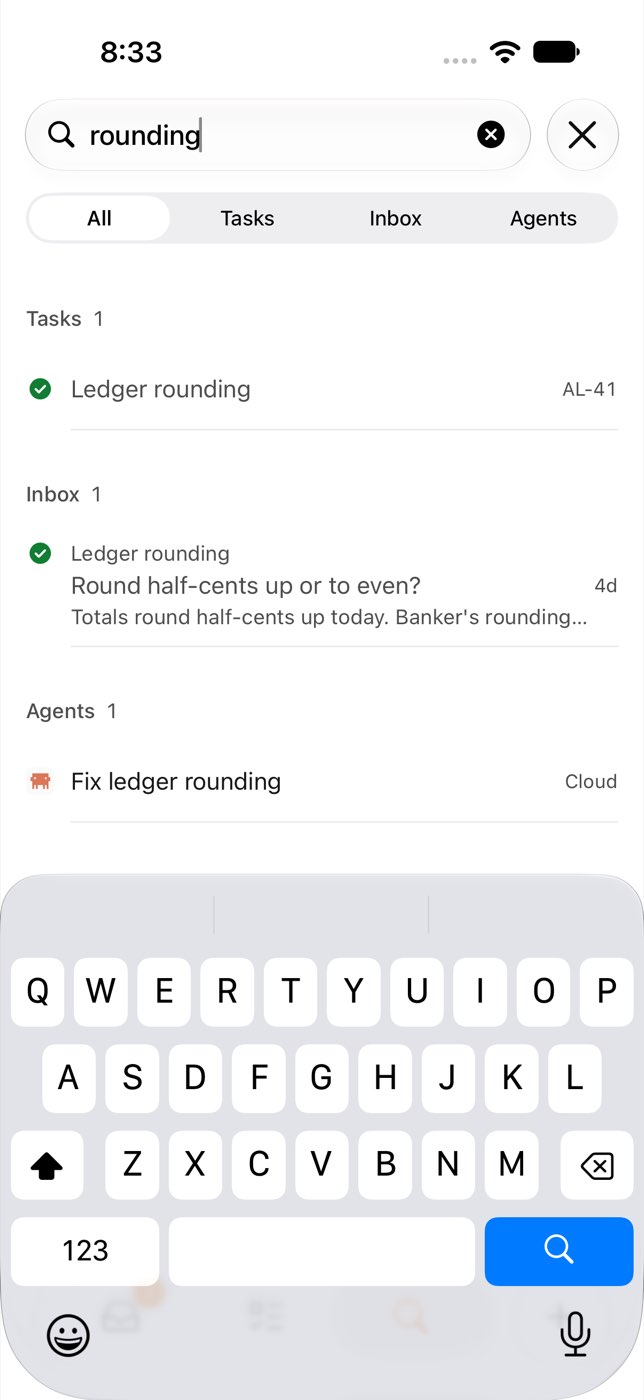 8:33
rounding
All Tasks Inbox Agents
Tasks 1
Ledger rounding AL-41
Inbox 1
Ledger rounding
Round half-cents up or to even? 4d
Totals round half-cents up today. Banker's rounding...
Agents 1
Fix ledger rounding Cloud
Q W E R T Y U I O P
A S D F G H J K L
Z X C V B N M
123